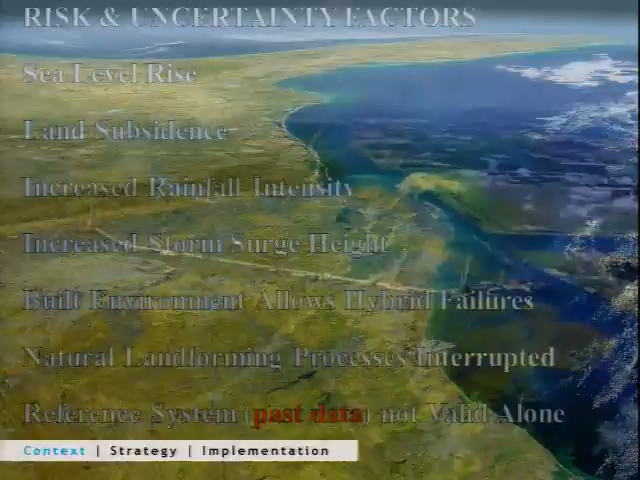 RISK & UNCERTAINTY FACTORS
Sea Level Rise
Land Subsidence
Increased Rainfall Intensity
Increased Storm Surge Height
Built Environment Allows Hybrid Failures
Natural Landforming Processes Interrupted
Reference System (past data) not Valid Alone
Context | Strategy | Implementation